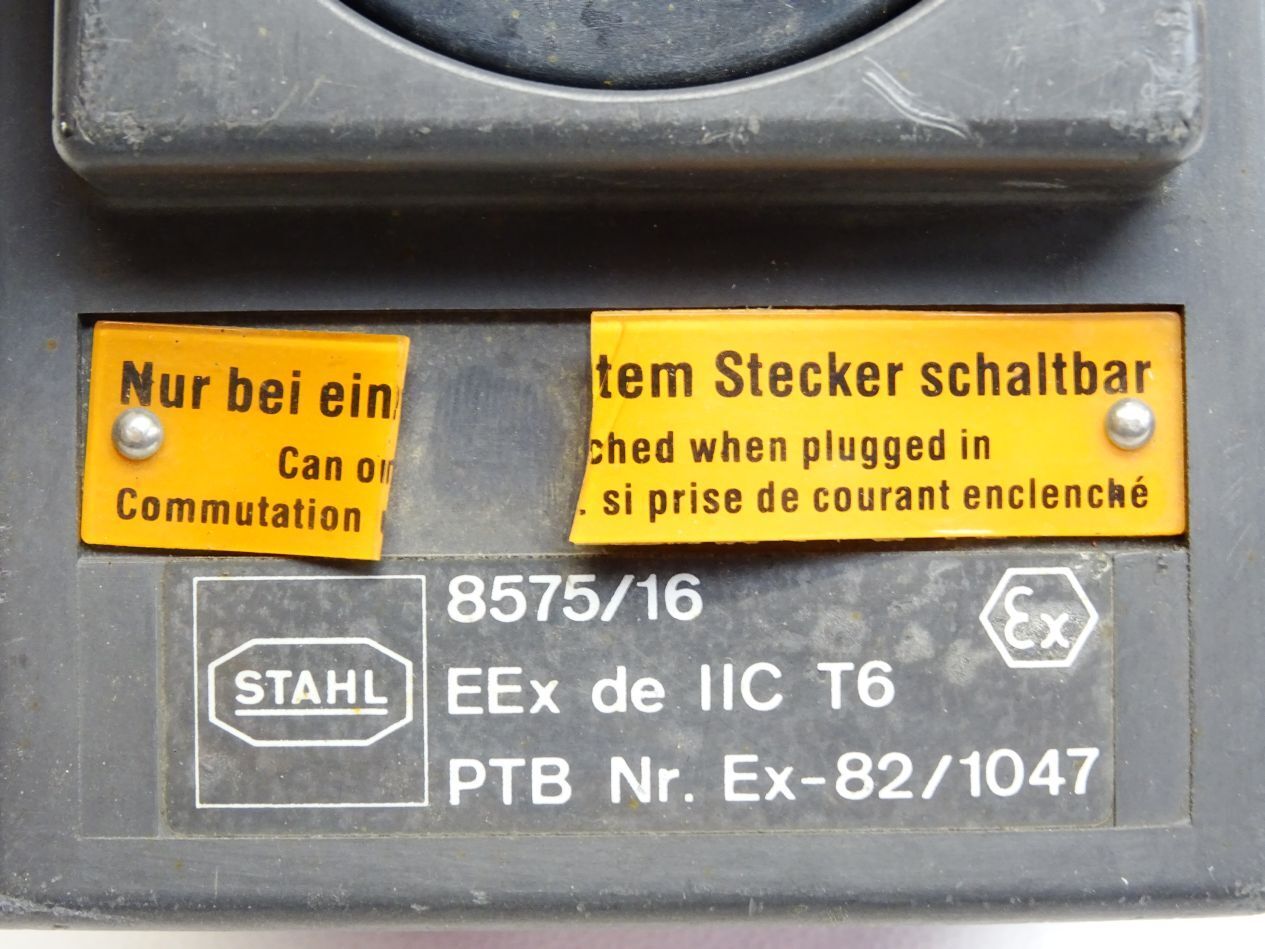 Nur bei ein
tem Stecker schaltbar
Can
ched when plugged in
Commutation
. si prise de courant enclenché
STAHL
8575/16
Ex
EEx de IIC T6
PTB Nr. Ex-82/1047